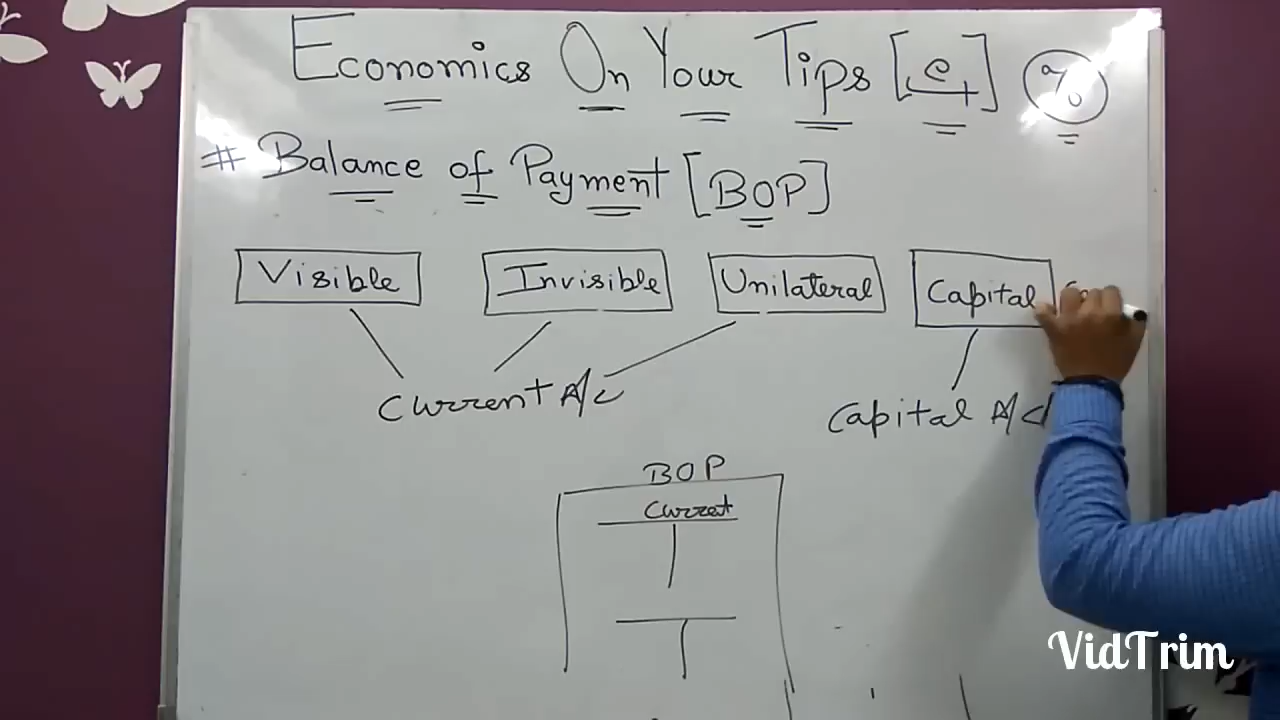 Economics On Your Tips [e+] %
# Balance of Payment [BOP]
Visible Invisible Unilateral Capital
Current A/c Capital A/c
BOP
Current
VidTrim